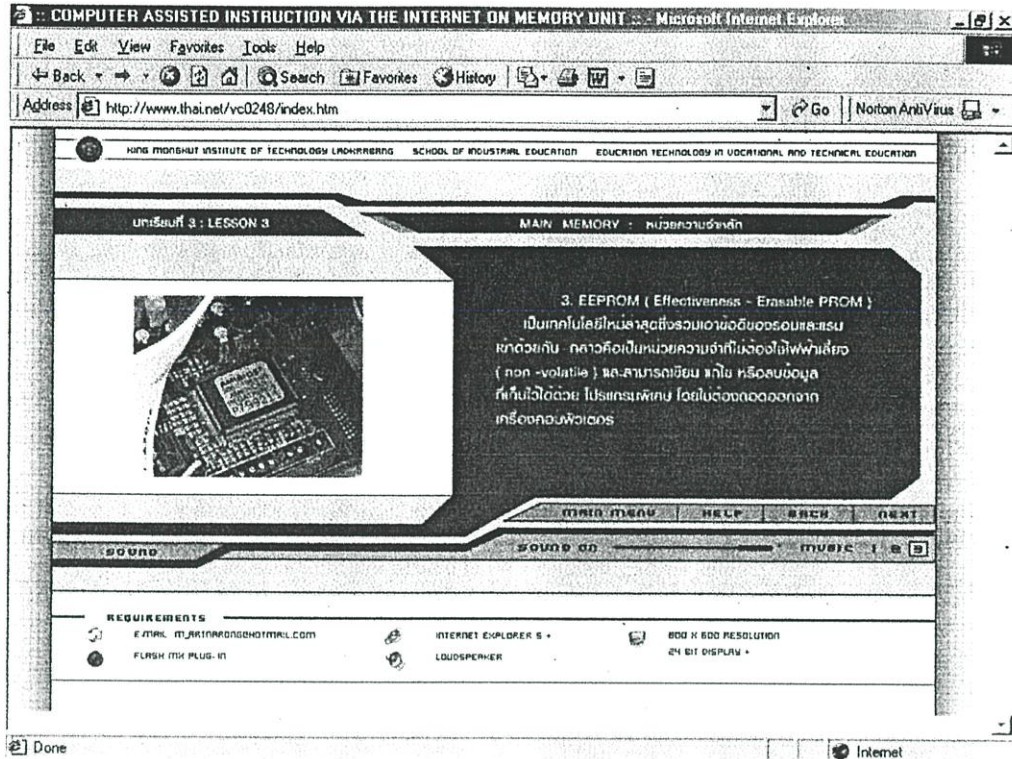 :: COMPUTER ASSISTED INSTRUCTION VIA THE INTERNET ON MEMORY UNIT :: - Microsoft Internet Explorer
File Edit View Favorites Tools Help
Back Search Favorites History
Address http://www.thai.net/vc0248/index.htm Go Norton AntiVirus
KING MONGKUT INSTITUTE OF TECHNOLOGY LADKRABANG SCHOOL OF INDUSTRIAL EDUCATION EDUCATION TECHNOLOGY IN VOCATIONAL AND TECHNICAL EDUCATION
บทเรียนที่ 3 : LESSON 3 MAIN MEMORY : หน่วยความจำหลัก
3. EEPROM ( Effectiveness - Erasable PROM )
เป็นเทคโนโลยีใหม่ล่าสุดซึ่งรวมเอาข้อดีของรอมและแรม
เข้าด้วยกัน กล่าวคือเป็นหน่วยความจำที่ไม่ต้องใช้ไฟฟ้าเลี้ยง
( non -volatile ) และสามารถเขียน แก้ไข หรือลบข้อมูล
ที่เก็บไว้ได้ด้วย โปรแกรมพิเศษ โดยไม่ต้องถอดออกจาก
เครื่องคอมพิวเตอร์
MAIN MENU HELP BACK NEXT
SOUND SOUND ON MUSIC 1 2 3
REQUIREMENTS
E-MAIL INTERNET EXPLORER 5 + 800 X 600 RESOLUTION
FLASH MX PLUG-IN LOUDSPEAKER 24 BIT DISPLAY +
Done Internet